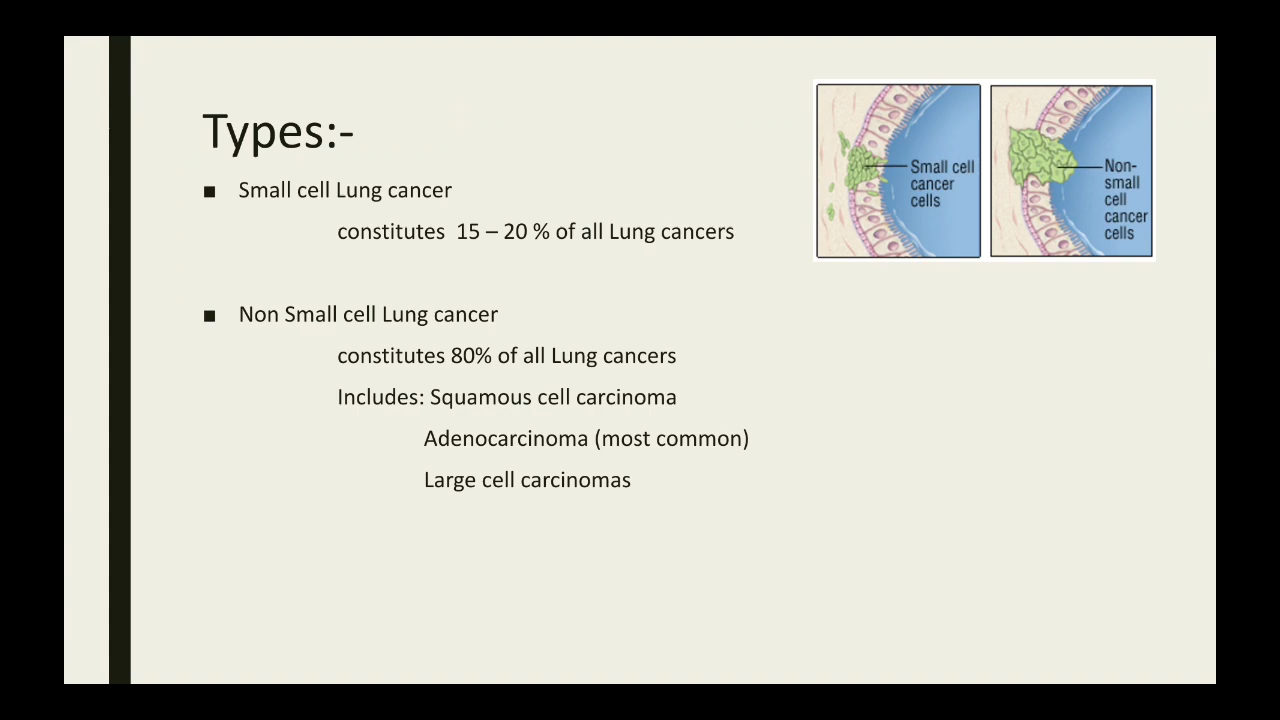 Types:-
■ Small cell Lung cancer
constitutes 15 – 20 % of all Lung cancers
■ Non Small cell Lung cancer
constitutes 80% of all Lung cancers
Includes: Squamous cell carcinoma
Adenocarcinoma (most common)
Large cell carcinomas
Small cell
cancer
cells
Non-
small
cell
cancer
cells